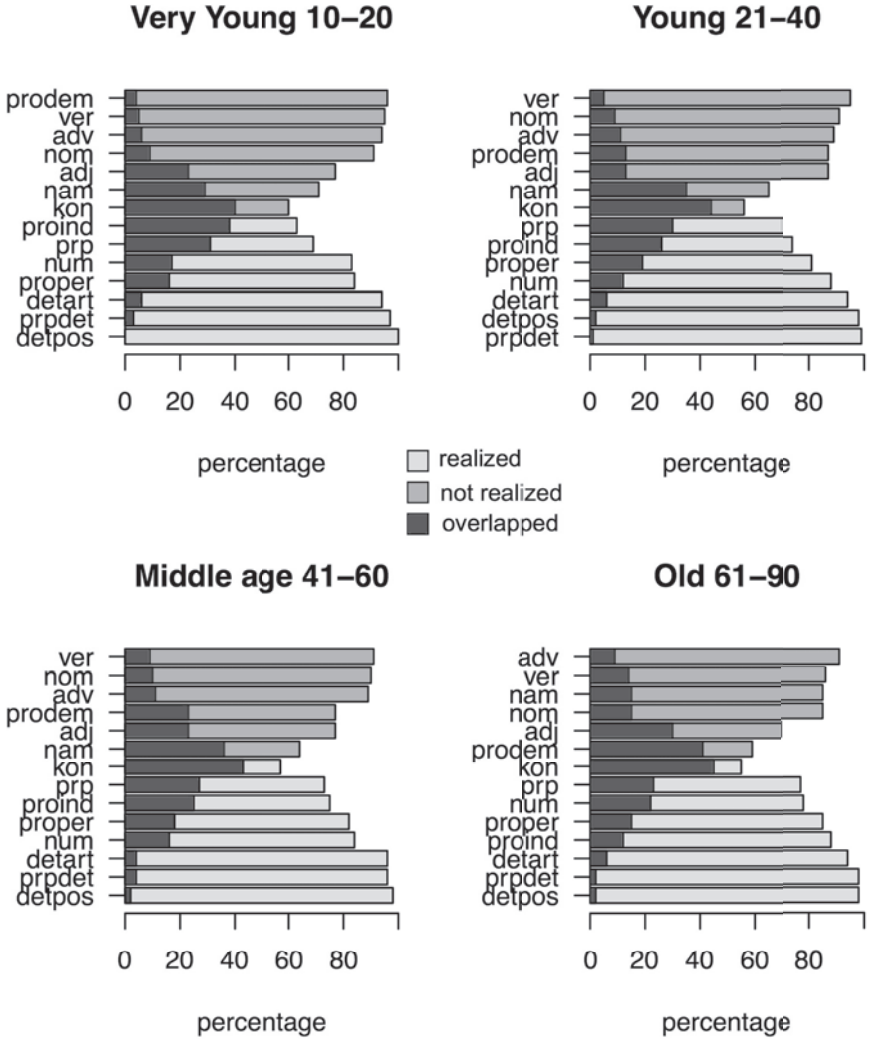 Very Young 10–20
prodem
ver
adv
nom
adj
nam
kon
proind
prp
num
proper
detart
prpdet
detpos
0 20 40 60 80
percentage
Young 21–40
ver
nom
adv
prodem
adj
nam
kon
prp
proind
proper
num
detart
detpos
prpdet
0 20 40 60 80
percentage
realized
not realized
overlapped
Middle age 41–60
ver
nom
adv
prodem
adj
nam
kon
prp
proind
proper
num
detart
prpdet
detpos
0 20 40 60 80
percentage
Old 61–90
adv
ver
nam
nom
adj
prodem
kon
prp
num
proper
proind
detart
prpdet
detpos
0 20 40 60 80
percentage